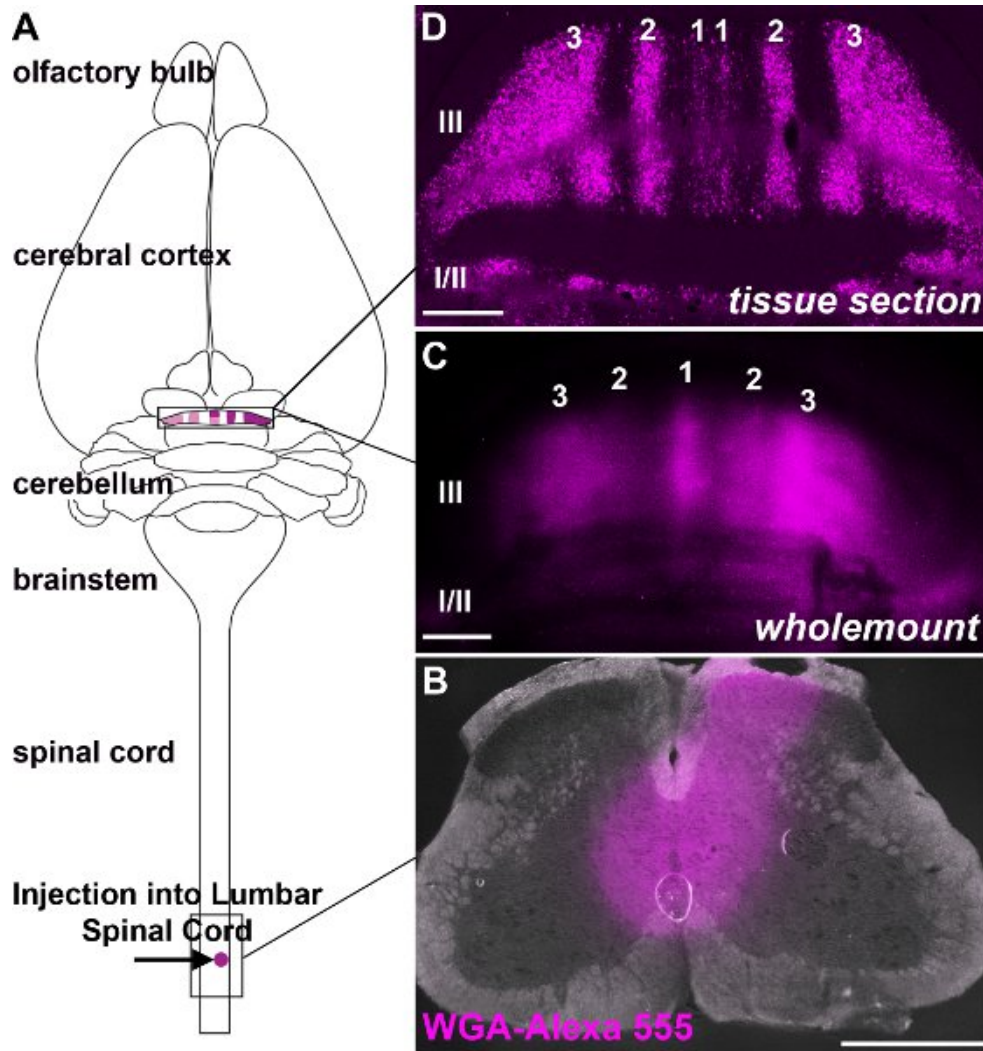 A
olfactory bulb
cerebral cortex
cerebellum
brainstem
spinal cord
Injection into Lumbar
Spinal Cord
D
3 2 1 1 2 3
III
I/II
tissue section
C
3 2 1 2 3
III
I/II
wholemount
B
WGA-Alexa 555